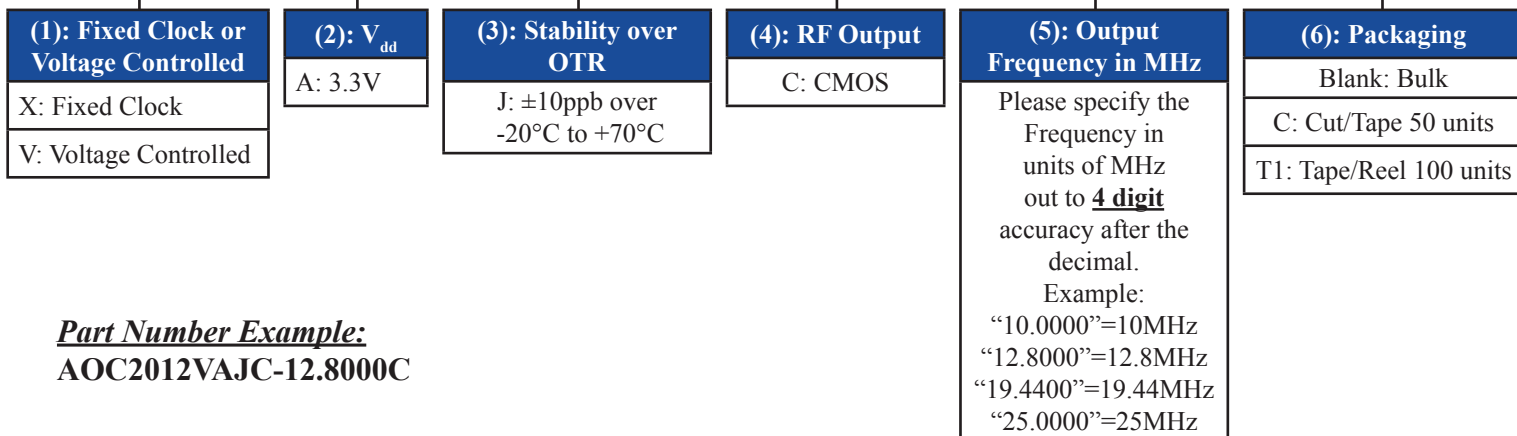 (1): Fixed Clock or
Voltage Controlled
X: Fixed Clock
V: Voltage Controlled
(2): Vdd
A: 3.3V
(3): Stability over
OTR
J: ±10ppb over
-20°C to +70°C
(4): RF Output
C: CMOS
(5): Output
Frequency in MHz
Please specify the
Frequency in
units of MHz
out to 4 digit
accuracy after the
decimal.
Example:
“10.0000”=10MHz
“12.8000”=12.8MHz
“19.4400”=19.44MHz
“25.0000”=25MHz
(6): Packaging
Blank: Bulk
C: Cut/Tape 50 units
T1: Tape/Reel 100 units
Part Number Example:
AOC2012VAJC-12.8000C